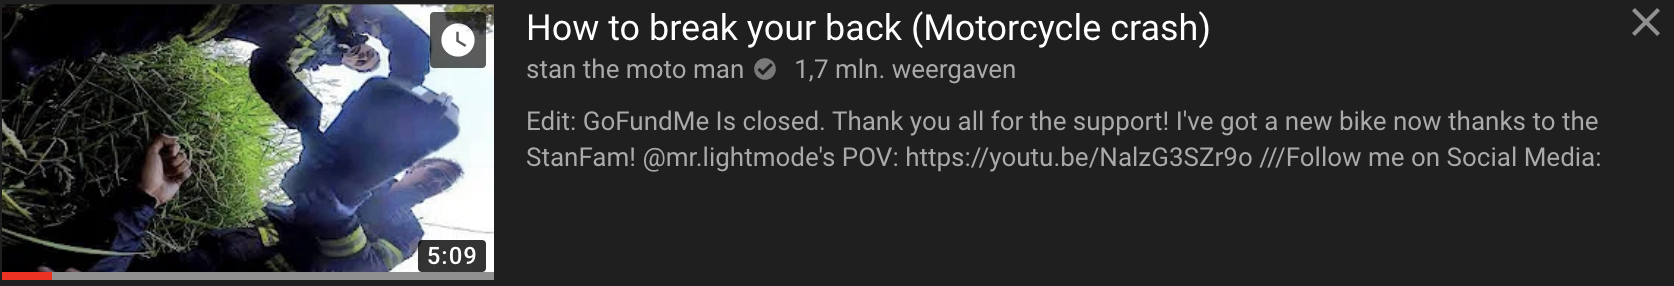 How to break your back (Motorcycle crash)
stan the moto man 1,7 mln. weergaven
Edit: GoFundMe Is closed. Thank you all for the support! I've got a new bike now thanks to the
StanFam! @mr.lightmode's POV: https://youtu.be/NalzG3SZr9o ///Follow me on Social Media:
5:09